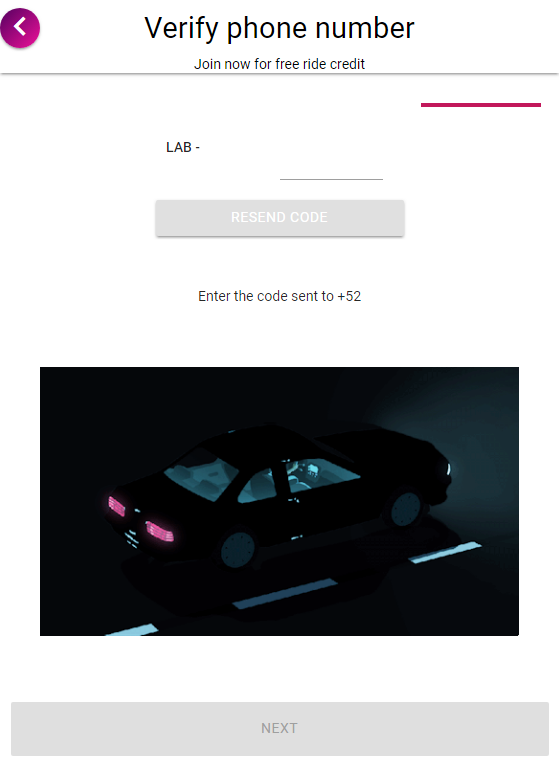 Verify phone number
Join now for free ride credit
LAB -
RESEND CODE
Enter the code sent to +52
NEXT